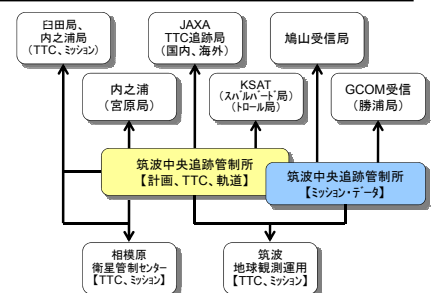 臼田局、
内之浦局
（TTC、ミッション）
JAXA
TTC追跡局
（国内、海外）
鳩山受信局
内之浦
（宮原局）
KSAT
（スバルバード局）
（トロール局）
GCOM受信
（勝浦局）
筑波中央追跡管制所
【計画、TTC、軌道】
筑波中央追跡管制所
【ミッション・データ】
相模原
衛星管制センター
【TTC、ミッション】
筑波
地球観測運用
【TTC、ミッション】